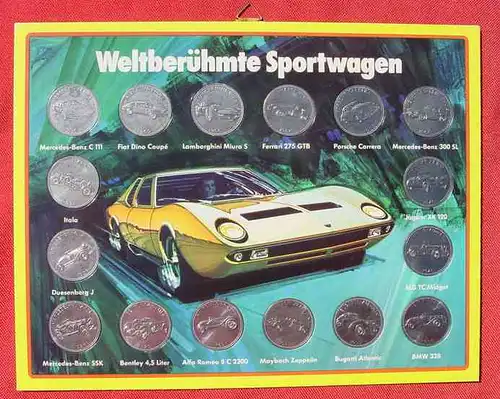 Weltberühmte Sportwagen
Mercedes-Benz C 111 Fiat Dino Coupé Lamborghini Miura S Ferrari 275 GTB Porsche Carrera Mercedes-Benz 300 SL
Itala Jaguar XK 120
Duesenberg J MG TC Midget
Mercedes-Benz SSK Bentley 4,5 Liter Alfa Romeo 8 C 2300 Maybach Zeppelin Bugatti Atlantic BMW 328